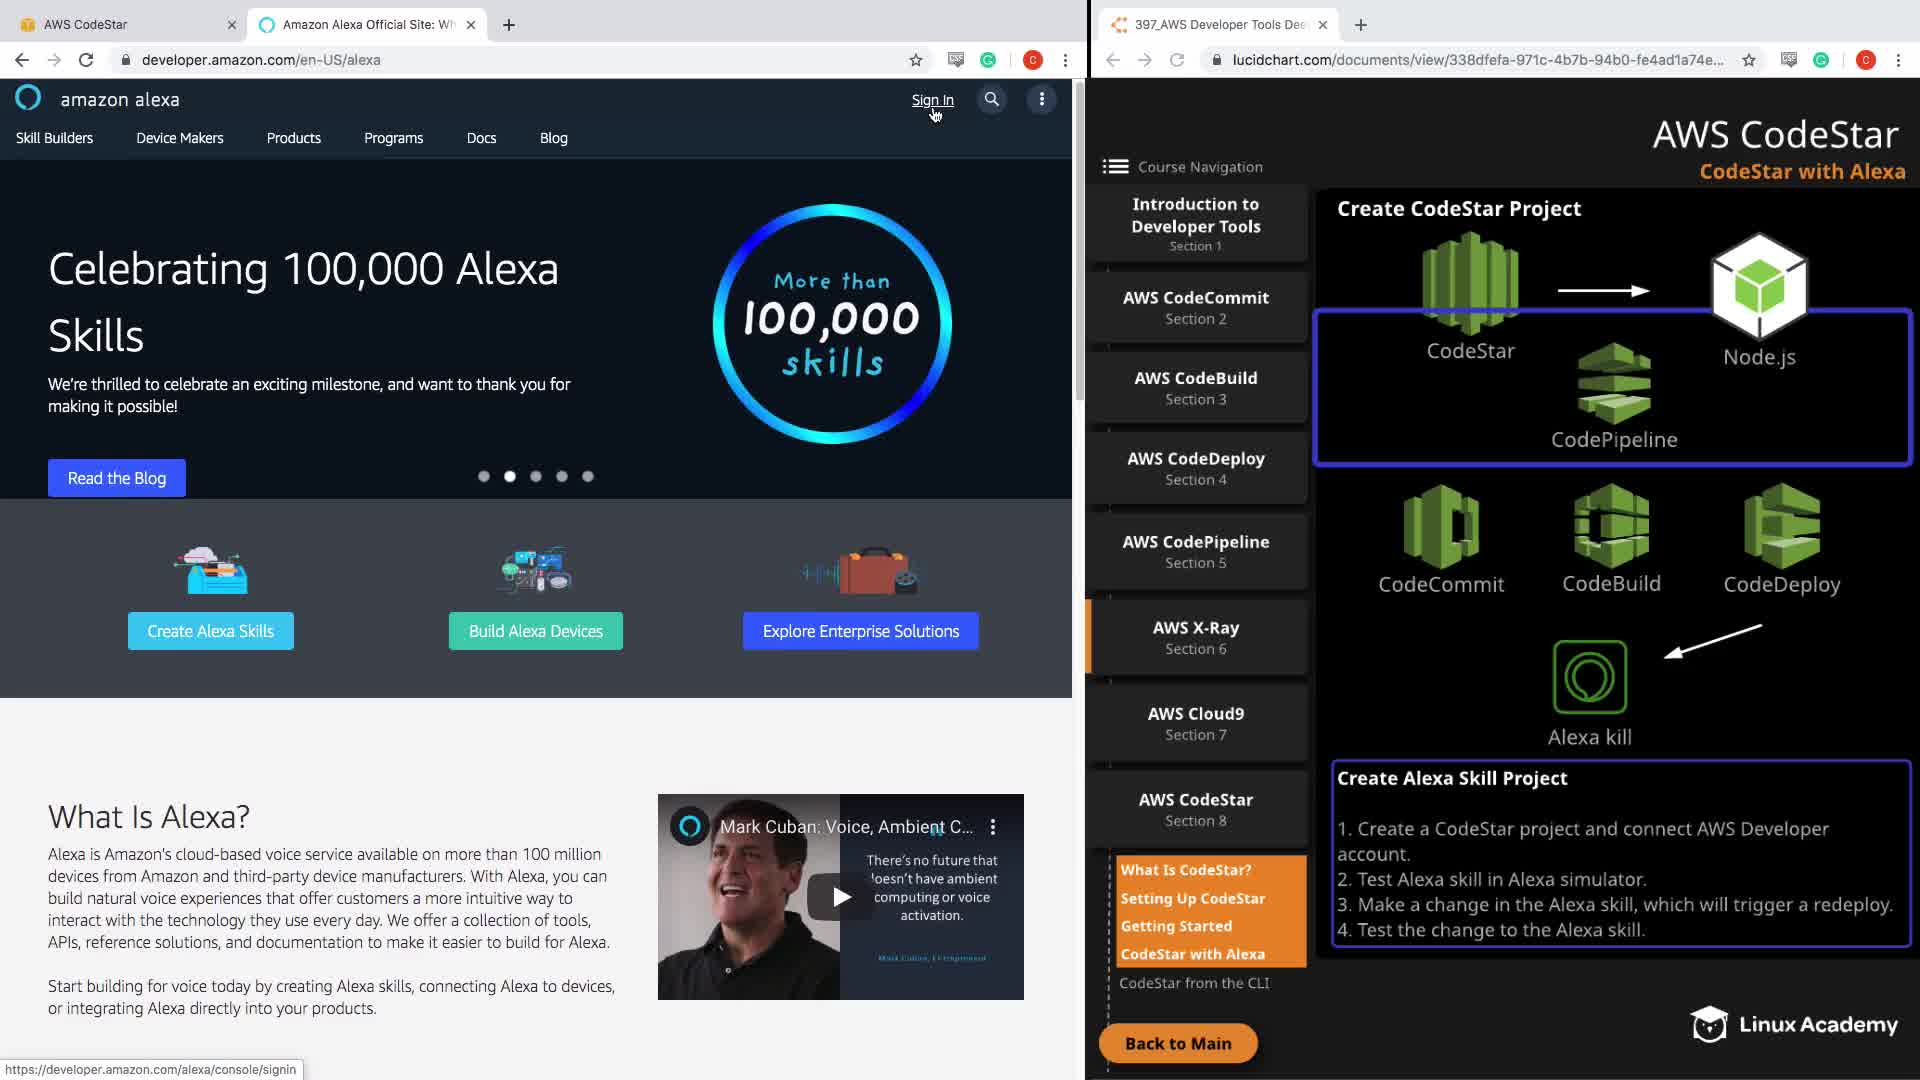 AWS CodeStar
Amazon Alexa Official Site: Wh
developer.amazon.com/en-US/alexa
C
amazon alexa
Sign In
Skill Builders
Device Makers
Products
Programs
Docs
Blog
Celebrating 100,000 Alexa
Skills
We're thrilled to celebrate an exciting milestone, and want to thank you for
making it possible!
Read the Blog
More than
100,000
skills
Create Alexa Skills
Build Alexa Devices
Explore Enterprise Solutions
What Is Alexa?
Alexa is Amazon's cloud-based voice service available on more than 100 million
devices from Amazon and third-party device manufacturers. With Alexa, you can
build natural voice experiences that offer customers a more intuitive way to
interact with the technology they use every day. We offer a collection of tools,
APIs, reference solutions, and documentation to make it easier to build for Alexa.
Start building for voice today by creating Alexa skills, connecting Alexa to devices,
or integrating Alexa directly into your products.
Mark Cuban: Voice, Ambient C...
There's no future that
doesn't have ambient
computing or voice
activation.
https://developer.amazon.com/alexa/console/signin
397_AWS Developer Tools Dee
lucidchart.com/documents/view/338dfefa-971c-4b7b-94b0-fe4ad1a74e...
C
AWS CodeStar
CodeStar with Alexa
Course Navigation
Introduction to
Developer Tools
Section 1
AWS CodeCommit
Section 2
AWS CodeBuild
Section 3
AWS CodeDeploy
Section 4
AWS CodePipeline
Section 5
AWS X-Ray
Section 6
AWS Cloud9
Section 7
AWS CodeStar
Section 8
What Is CodeStar?
Setting Up CodeStar
Getting Started
CodeStar with Alexa
CodeStar from the CLI
Back to Main
Create CodeStar Project
CodeStar
Node.js
CodePipeline
CodeCommit
CodeBuild
CodeDeploy
Alexa kill
Create Alexa Skill Project
1. Create a CodeStar project and connect AWS Developer
account.
2. Test Alexa skill in Alexa simulator.
3. Make a change in the Alexa skill, which will trigger a redeploy.
4. Test the change to the Alexa skill.
Linux Academy